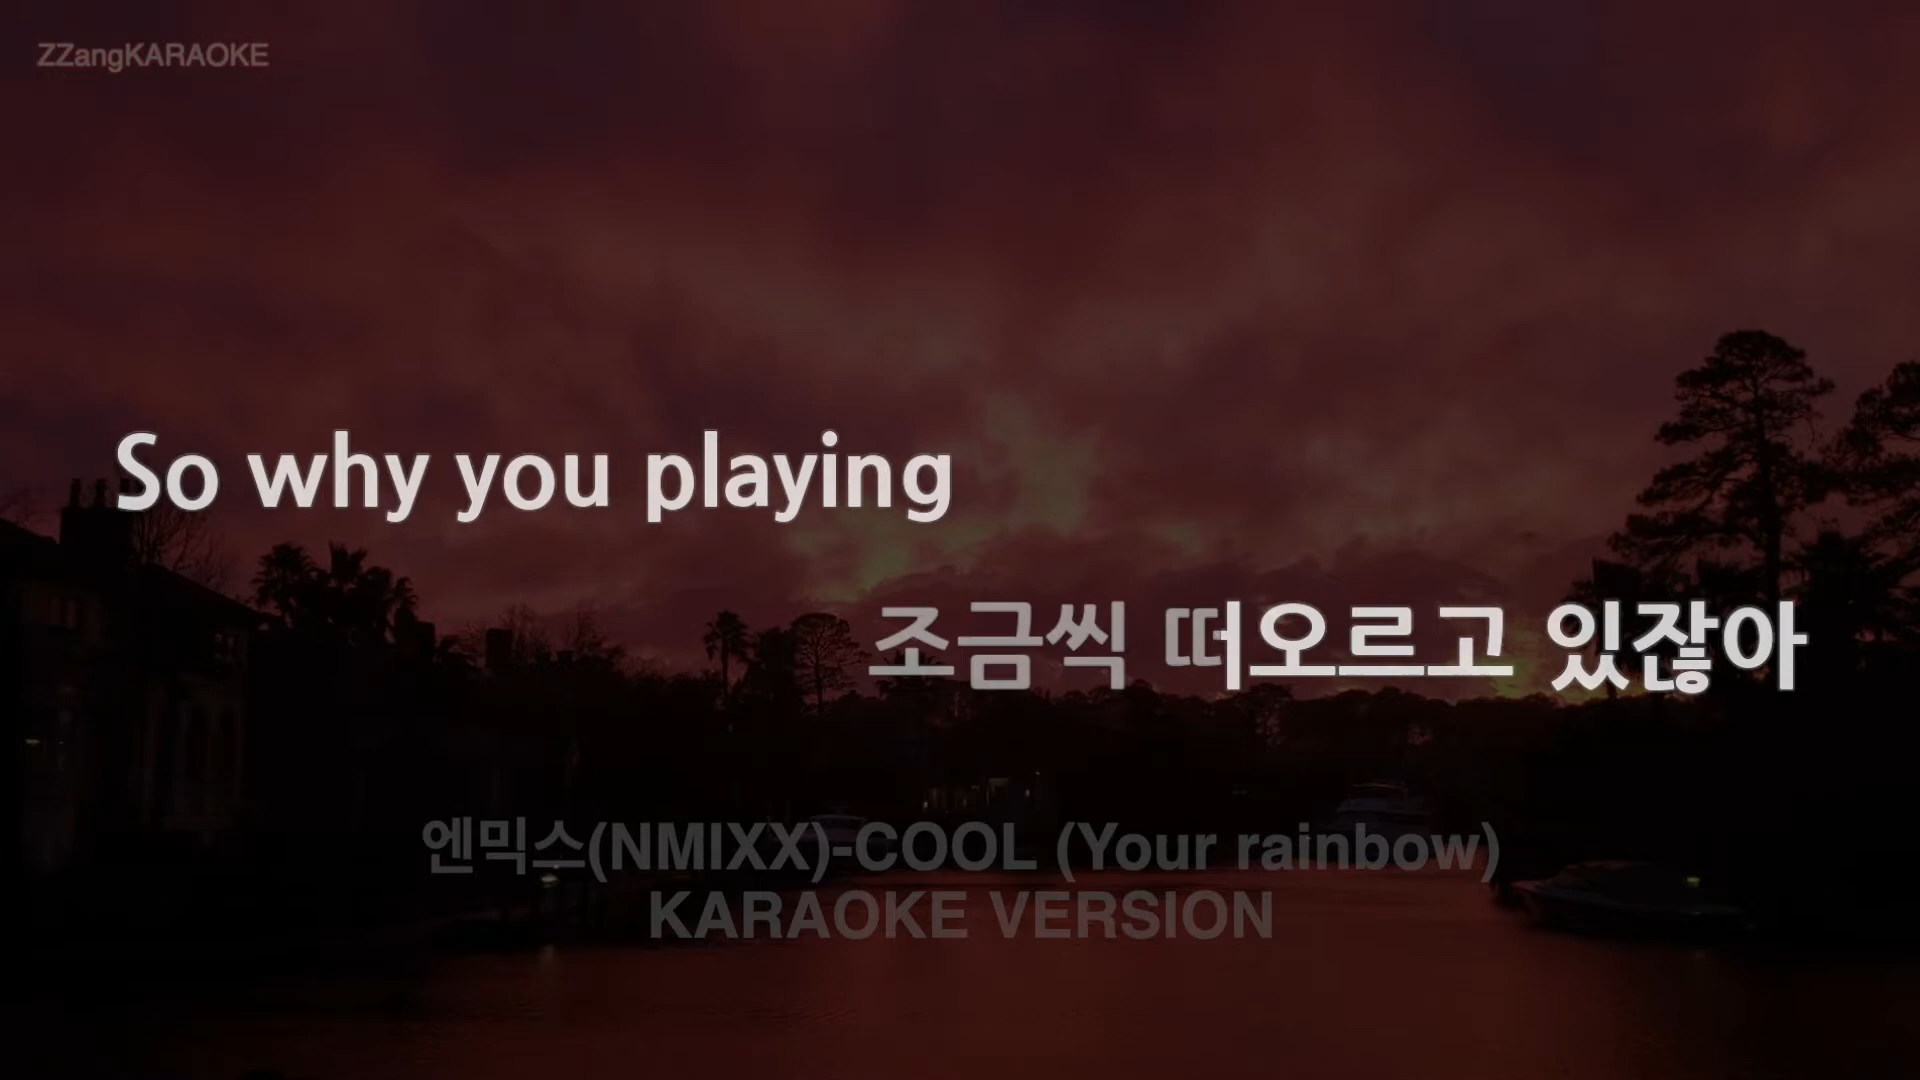 ZZangKARAOKE
So why you playing
조금씩 떠오르고 있잖아
엔믹스(NMIXX)-COOL (Your rainbow)
KARAOKE VERSION